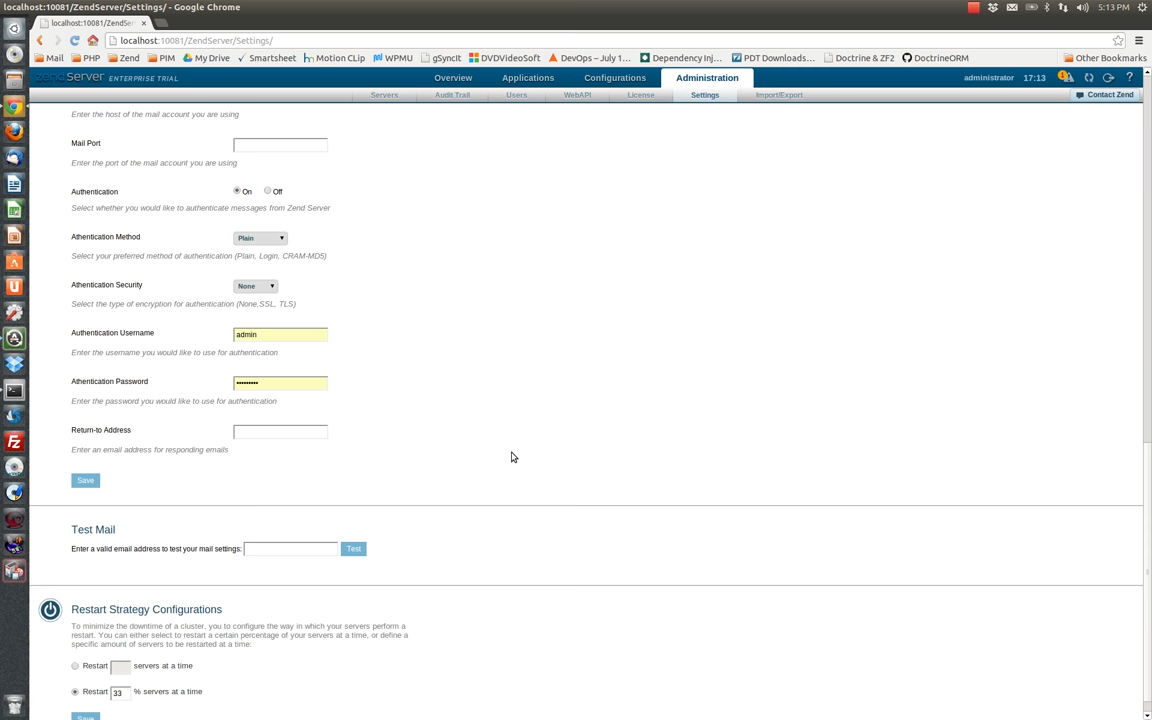 localhost:10081/ZendServer/Settings/ - Google Chrome
5:13 PM
localhost:10081/ZendSer
localhost:10081/ZendServer/Settings/
Mail PHP Zend PIM My Drive Smartsheet Motion CLip WPMU gSyncIt DVDVideoSoft DevOps – July 1... Dependency Inj... PDT Downloads... Doctrine & ZF2 DoctrineORM Other Bookmarks
zend Server ENTERPRISE TRIAL Overview Applications Configurations Administration administrator 17:13 ?
Servers Audit Trail Users WebAPI License Settings Import/Export Contact Zend
Enter the host of the mail account you are using
Mail Port
Enter the port of the mail account you are using
Authentication On Off
Select whether you would like to authenticate messages from Zend Server
Athentication Method Plain
Select your preferred method of authentication (Plain, Login, CRAM-MD5)
Athentication Security None
Select the type of encryption for authentication (None,SSL, TLS)
Authentication Username admin
Enter the username you would like to use for authentication
Athentication Password •••••••••
Enter the password you would like to use for authentication
Return-to Address
Enter an email address for responding emails
Save
Test Mail
Enter a valid email address to test your mail settings: Test
Restart Strategy Configurations
To minimize the downtime of a cluster, you to configure the way in which your servers perform a
restart. You can either select to restart a certain percentage of your servers at a time, or define a
specific amount of servers to be restarted at a time:
Restart servers at a time
Restart 33 % servers at a time
Save